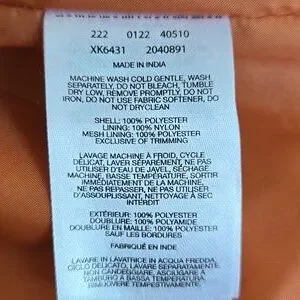 222 0122 40510
XK6431 2040891
MADE IN INDIA
MACHINE WASH COLD GENTLE, WASH
SEPARATELY, DO NOT BLEACH, TUMBLE
DRY LOW, REMOVE PROMPTLY, DO NOT
IRON, DO NOT USE FABRIC SOFTENER, DO
NOT DRYCLEAN
SHELL: 100% POLYESTER
LINING: 100% NYLON
MESH LINING: 100% POLYESTER
EXCLUSIVE OF TRIMMING
LAVAGE MACHINE À FROID, CYCLE
DELICAT, LAVER SÉPARÉMENT, NE PAS
UTILISER D'EAU DE JAVEL, SÉCHAGE
MACHINE, BASSE TEMPÉRATURE, SORTIR
IMMÉDIATEMENT DE LA MACHINE,
NE PAS REPASSER, NE PAS UTILISER
D'ASSOUPLISSANT, NETTOYAGE À SEC
INTERDIT
EXTÉRIEUR: 100% POLYESTER
DOUBLURE: 100% POLYAMIDE
DOUBLURE EN MAILLE: 100% POLYESTER
SAUF LES BORDURES
FABRIQUÉ EN INDE
LAVARE IN LAVATRICE IN ACQUA FREDDA,
CICLO DELICATO, LAVARE SEPARATAMENTE,
NON CANDEGGIARE, ASCIUGARE A
TAMBURO A BASSA TEMPERATURA,
RIMUOVERE